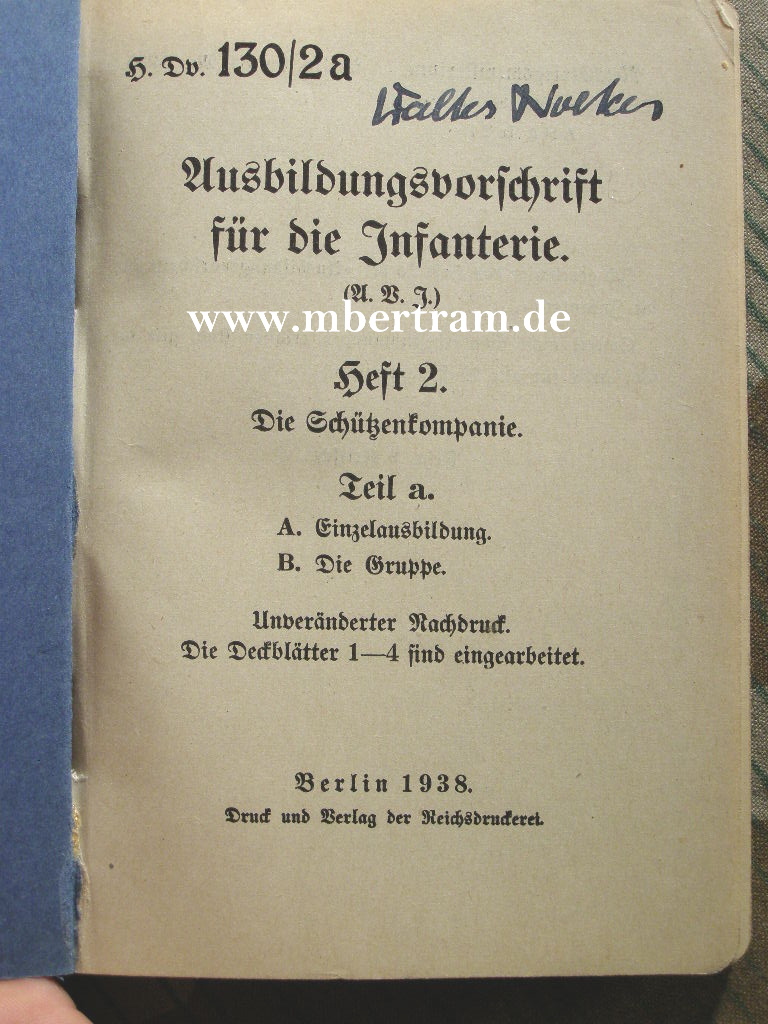 H. Dv. 130/2a
Walter
Ausbildungsvorschrift
für die Infanterie.
(A. V. I.)
www.mbertram.de
Heft 2.
Die Schützenkompanie.
Teil a.
A. Einzelausbildung.
B. Die Gruppe.
Unveränderter Nachdruck.
Die Deckblätter 1—4 sind eingearbeitet.
Berlin 1938.
Druck und Verlag der Reichsdruckerei.